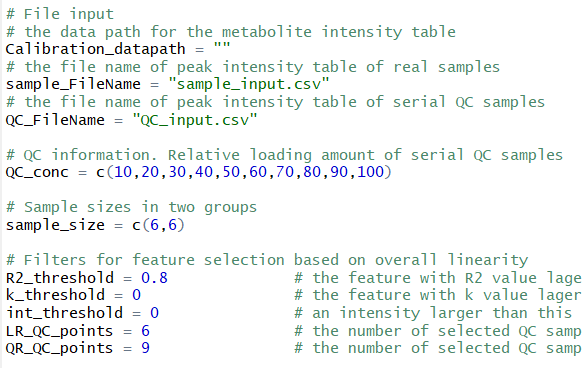 # File input
# the data path for the metabolite intensity table
Calibration_datapath = ""
# the file name of peak intensity table of real samples
sample_FileName = "sample_input.csv"
# the file name of peak intensity table of serial QC samples
QC_FileName = "QC_input.csv"
# QC information. Relative loading amount of serial QC samples
QC_conc = c(10,20,30,40,50,60,70,80,90,100)
# Sample sizes in two groups
sample_size = c(6,6)
# Filters for feature selection based on overall linearity
R2_threshold = 0.8 # the feature with R2 value lage
k_threshold = 0 # the feature with k value lager
int_threshold = 0 # an intensity larger than this
LR_QC_points = 6 # the number of selected QC samp
QR_QC_points = 9 # the number of selected QC samp